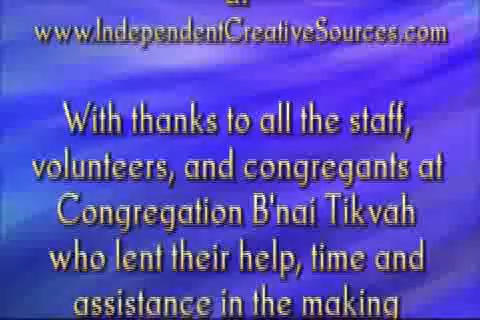 at
www.IndependentCreativeSources.com
With thanks to all the staff,
volunteers, and congregants at
Congregation B'nai Tikvah
who lent their help, time and
assistance in the making